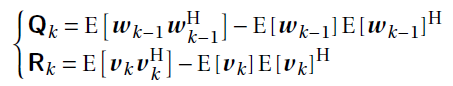 Q_k = E[w_{k−1} w_{k−1}^H] − E[w_{k−1}] E[w_{k−1}]^H
R_k = E[v_k v_k^H] − E[v_k] E[v_k]^H